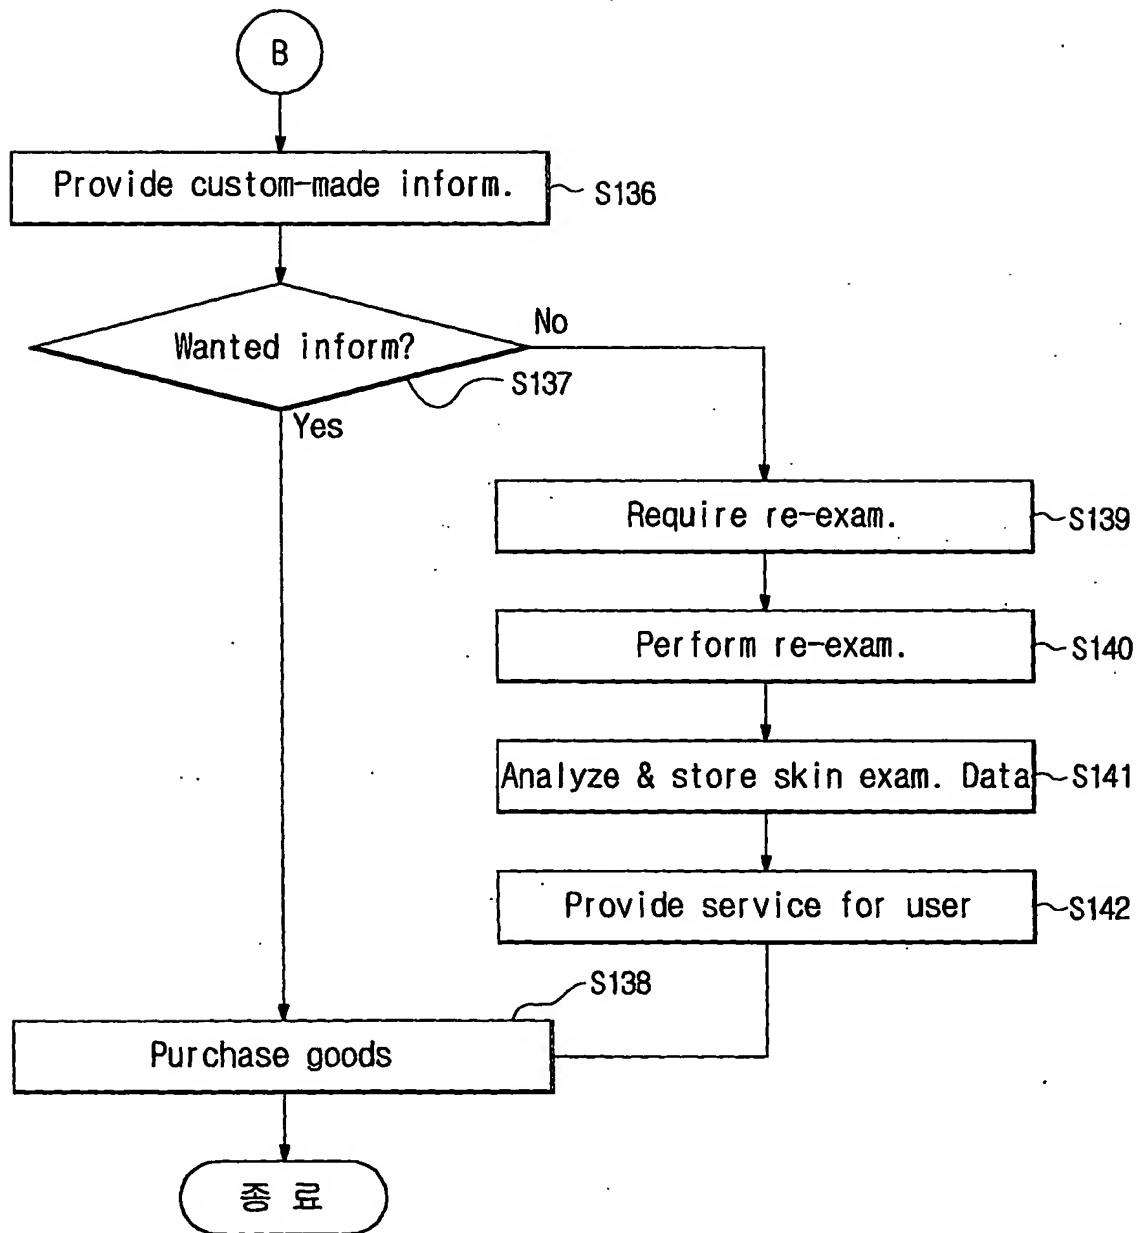 B
Provide custom-made inform.
S136
Wanted inform?
No
S137
Yes
Require re-exam.
S139
Perform re-exam.
S140
Analyze & store skin exam. Data
S141
Provide service for user
S142
S138
Purchase goods
종 료